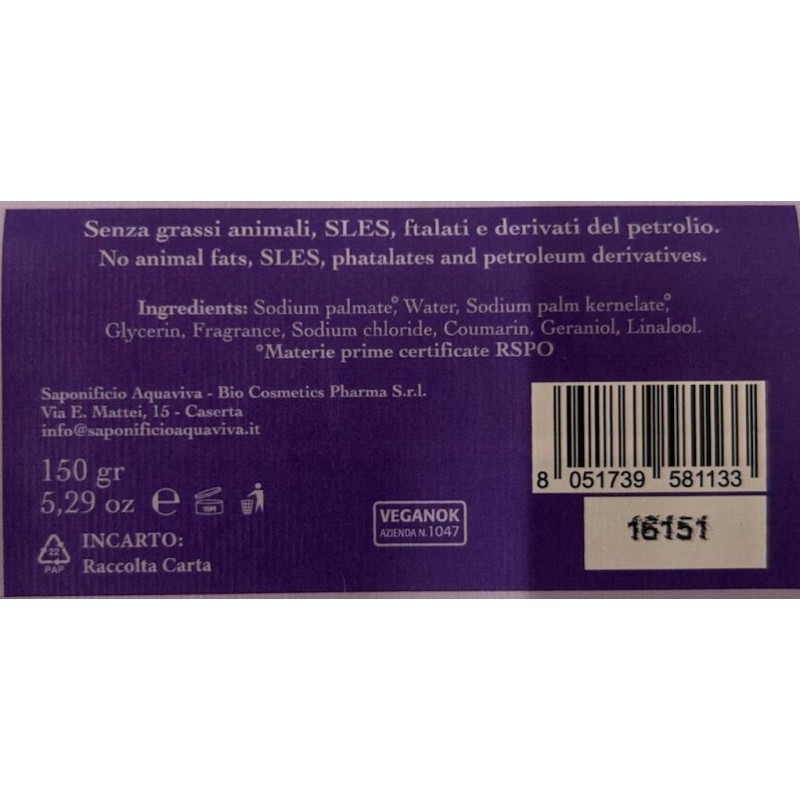 Senza grassi animali, SLES, ftalati e derivati del petrolio.
No animal fats, SLES, phatalates and petroleum derivatives.
Ingredients: Sodium palmate°, Water, Sodium palm kernelate°,
Glycerin, Fragrance, Sodium chloride, Coumarin, Geraniol, Linalool.
°Materie prime certificate RSPO
Saponificio Aquaviva - Bio Cosmetics Pharma S.r.l.
Via E. Mattei, 15 - Caserta
info@saponificioaquaviva.it
150 gr
5,29 oz ℮
INCARTO:
Raccolta Carta
22
PAP
VEGANOK
AZIENDA N. 1047
8 051739 581133
16151